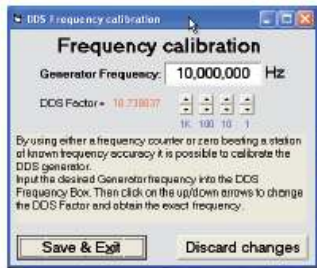 DDS Frequency calibration
Frequency calibration
Generator Frequency: 10,000,000 Hz
DDS Factor =
1K 100 10 1
By using either a frequency counter or zero beating a station
of known frequency accuracy it is possible to calibrate the
DDS generator.
Input the desired Generator frequency into the DDS
Frequency Box. Then click on the up/down arrows to change
the DDS Factor and obtain the exact frequency.
Save & Exit Discard changes